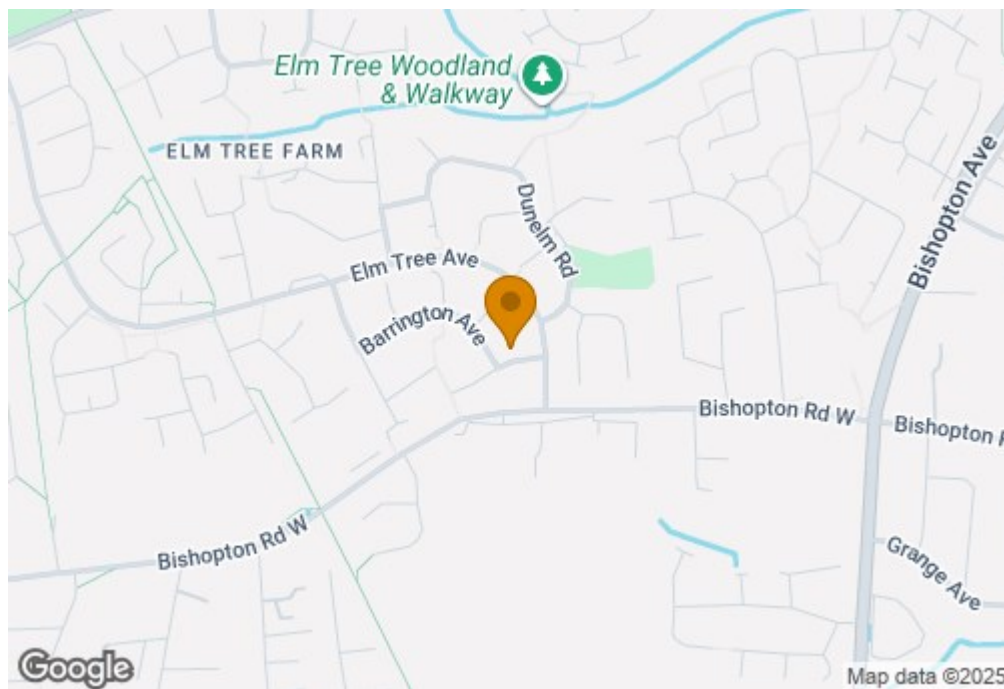 Elm Tree Woodland
& Walkway
ELM TREE FARM
Bishopton Ave
Dunelm Rd
Elm Tree Ave
Barrington Ave
Bishopton Rd W
Bishopton R
Bishopton Rd W
Grange Ave
Google
Map data ©2025